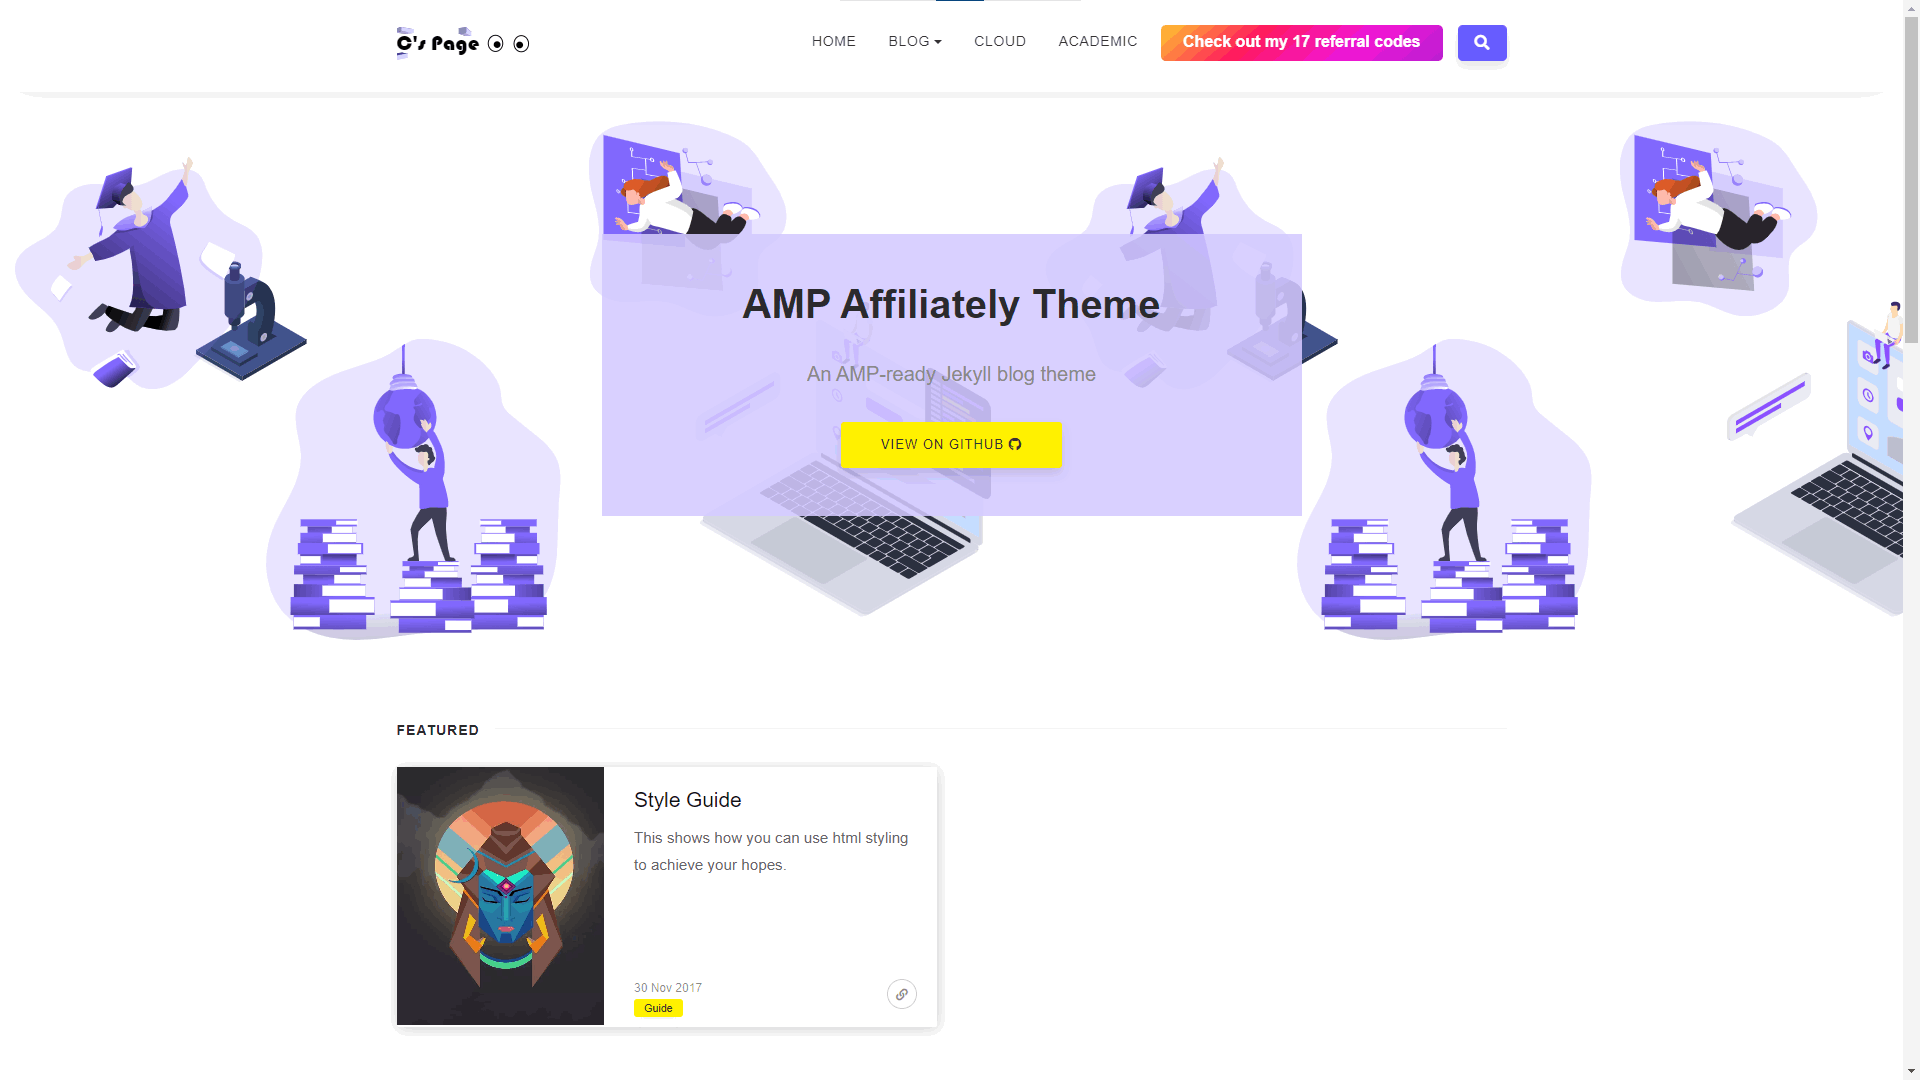 C's Page
HOME
BLOG
CLOUD
ACADEMIC
Check out my 17 referral codes
AMP Affiliately Theme
An AMP-ready Jekyll blog theme
VIEW ON GITHUB
FEATURED
Style Guide
This shows how you can use html styling
to achieve your hopes.
30 Nov 2017
Guide